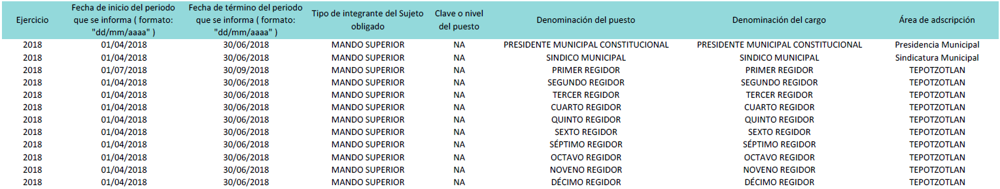 Ejercicio	Fecha de inicio del periodo que se informa ( formato: "dd/mm/aaaa" )	Fecha de término del periodo que se informa ( formato: "dd/mm/aaaa" )	Tipo de integrante del Sujeto obligado	Clave o nivel del puesto	Denominación del puesto	Denominación del cargo	Área de adscripción
2018	01/04/2018	30/06/2018	MANDO SUPERIOR	NA	PRESIDENTE MUNICIPAL CONSTITUCIONAL	PRESIDENTE MUNICIPAL CONSTITUCIONAL	Presidencia Municipal
2018	01/04/2018	30/06/2018	MANDO SUPERIOR	NA	SINDICO MUNICIPAL	SINDICO MUNICIPAL	Sindicatura Municipal
2018	01/07/2018	30/09/2018	MANDO SUPERIOR	NA	PRIMER REGIDOR	PRIMER REGIDOR	TEPOTZOTLAN
2018	01/04/2018	30/06/2018	MANDO SUPERIOR	NA	SEGUNDO REGIDOR	SEGUNDO REGIDOR	TEPOTZOTLAN
2018	01/04/2018	30/06/2018	MANDO SUPERIOR	NA	TERCER REGIDOR	TERCER REGIDOR	TEPOTZOTLAN
2018	01/04/2018	30/06/2018	MANDO SUPERIOR	NA	CUARTO REGIDOR	CUARTO REGIDOR	TEPOTZOTLAN
2018	01/04/2018	30/06/2018	MANDO SUPERIOR	NA	QUINTO REGIDOR	QUINTO REGIDOR	TEPOTZOTLAN
2018	01/04/2018	30/06/2018	MANDO SUPERIOR	NA	SEXTO REGIDOR	SEXTO REGIDOR	TEPOTZOTLAN
2018	01/04/2018	30/06/2018	MANDO SUPERIOR	NA	SÉPTIMO REGIDOR	SÉPTIMO REGIDOR	TEPOTZOTLAN
2018	01/04/2018	30/06/2018	MANDO SUPERIOR	NA	OCTAVO REGIDOR	OCTAVO REGIDOR	TEPOTZOTLAN
2018	01/04/2018	30/06/2018	MANDO SUPERIOR	NA	NOVENO REGIDOR	NOVENO REGIDOR	TEPOTZOTLAN
2018	01/04/2018	30/06/2018	MANDO SUPERIOR	NA	DÉCIMO REGIDOR	DÉCIMO REGIDOR	TEPOTZOTLAN